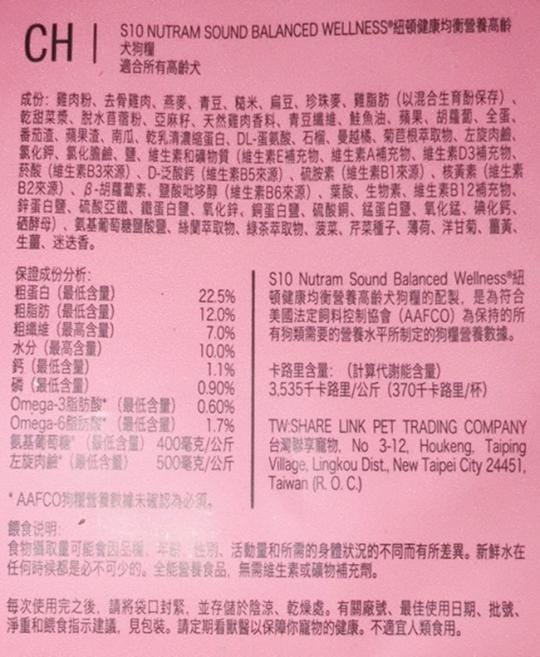 CH
S10 NUTRAM SOUND BALANCED WELLNESS®紐頓健康均衡營養高齡
犬狗糧
適合所有高齡犬
成份: 雞肉粉、去骨雞肉、燕麥、青豆、糙米、扁豆、珍珠麥、雞脂肪（以混合生育酚保存）、
乾甜菜漿、脫水苜蓿粉、亞麻籽、天然雞肉香料、青豆纖維、鮭魚油、蘋果、胡蘿蔔、全蛋、
番茄渣、蘋果渣、南瓜、乾乳清濃縮蛋白、DL-蛋氨酸、石榴、蔓越橘、菊苣根萃取物、左旋肉鹼、
氯化鉀、氯化膽鹼、鹽、維生素和礦物質（維生素E補充物、維生素A補充物、維生素D3補充物、
菸酸（維生素B3來源）、D-泛酸鈣（維生素B5來源）、硫胺素（維生素B1來源）、核黃素（維生素
B2來源）、β-胡蘿蔔素、鹽酸吡哆醇（維生素B6來源）、葉酸、生物素、維生素B12補充物、
鋅蛋白鹽、硫酸亞鐵、鐵蛋白鹽、氧化鋅、銅蛋白鹽、硫酸銅、錳蛋白鹽、氧化錳、碘化鈣、
硒酵母）、氨基葡萄糖鹽酸鹽、絲蘭萃取物、綠茶萃取物、菠菜、芹菜種子、薄荷、洋甘菊、薑黃、
生薑、迷迭香。
保證成份分析:
粗蛋白（最低含量） 22.5%
粗脂肪（最低含量） 12.0%
粗纖維（最高含量） 7.0%
水分（最高含量） 10.0%
鈣（最低含量） 1.1%
磷（最低含量） 0.90%
Omega-3脂肪酸*（最低含量） 0.60%
Omega-6脂肪酸*（最低含量） 1.7%
氨基葡萄糖*（最低含量） 400毫克/公斤
左旋肉鹼*（最低含量） 500毫克/公斤
* AAFCO狗糧營養數據未確認為必須。
S10 Nutram Sound Balanced Wellness®紐
頓健康均衡營養高齡犬狗糧的配製，是為符合
美國法定飼料控制協會（AAFCO）為保持的所
有狗類需要的營養水平所制定的狗糧營養數據。
卡路里含量:（計算代謝能含量）
3,535千卡路里/公斤（370千卡路里/杯）
TW:SHARE LINK PET TRADING COMPANY
台灣聯享寵物, No 3-12, Houkeng, Taiping
Village, Lingkou Dist., New Taipei City 24451,
Taiwan (R. O. C.)
餵食说明:
食物攝取量可能會因品種、年齡、性別、活動量和所需的身體狀況的不同而有所差異。新鮮水在
任何時候都是必不可少的。全能營養食品，無需維生素或礦物補充劑。
每次使用完之後，請將袋口封緊，並存儲於陰涼、乾燥處。有關廠號、最佳使用日期、批號、
淨重和餵食指示建議，見包裝。請定期看獸醫以保障你寵物的健康。不適宜人類食用。